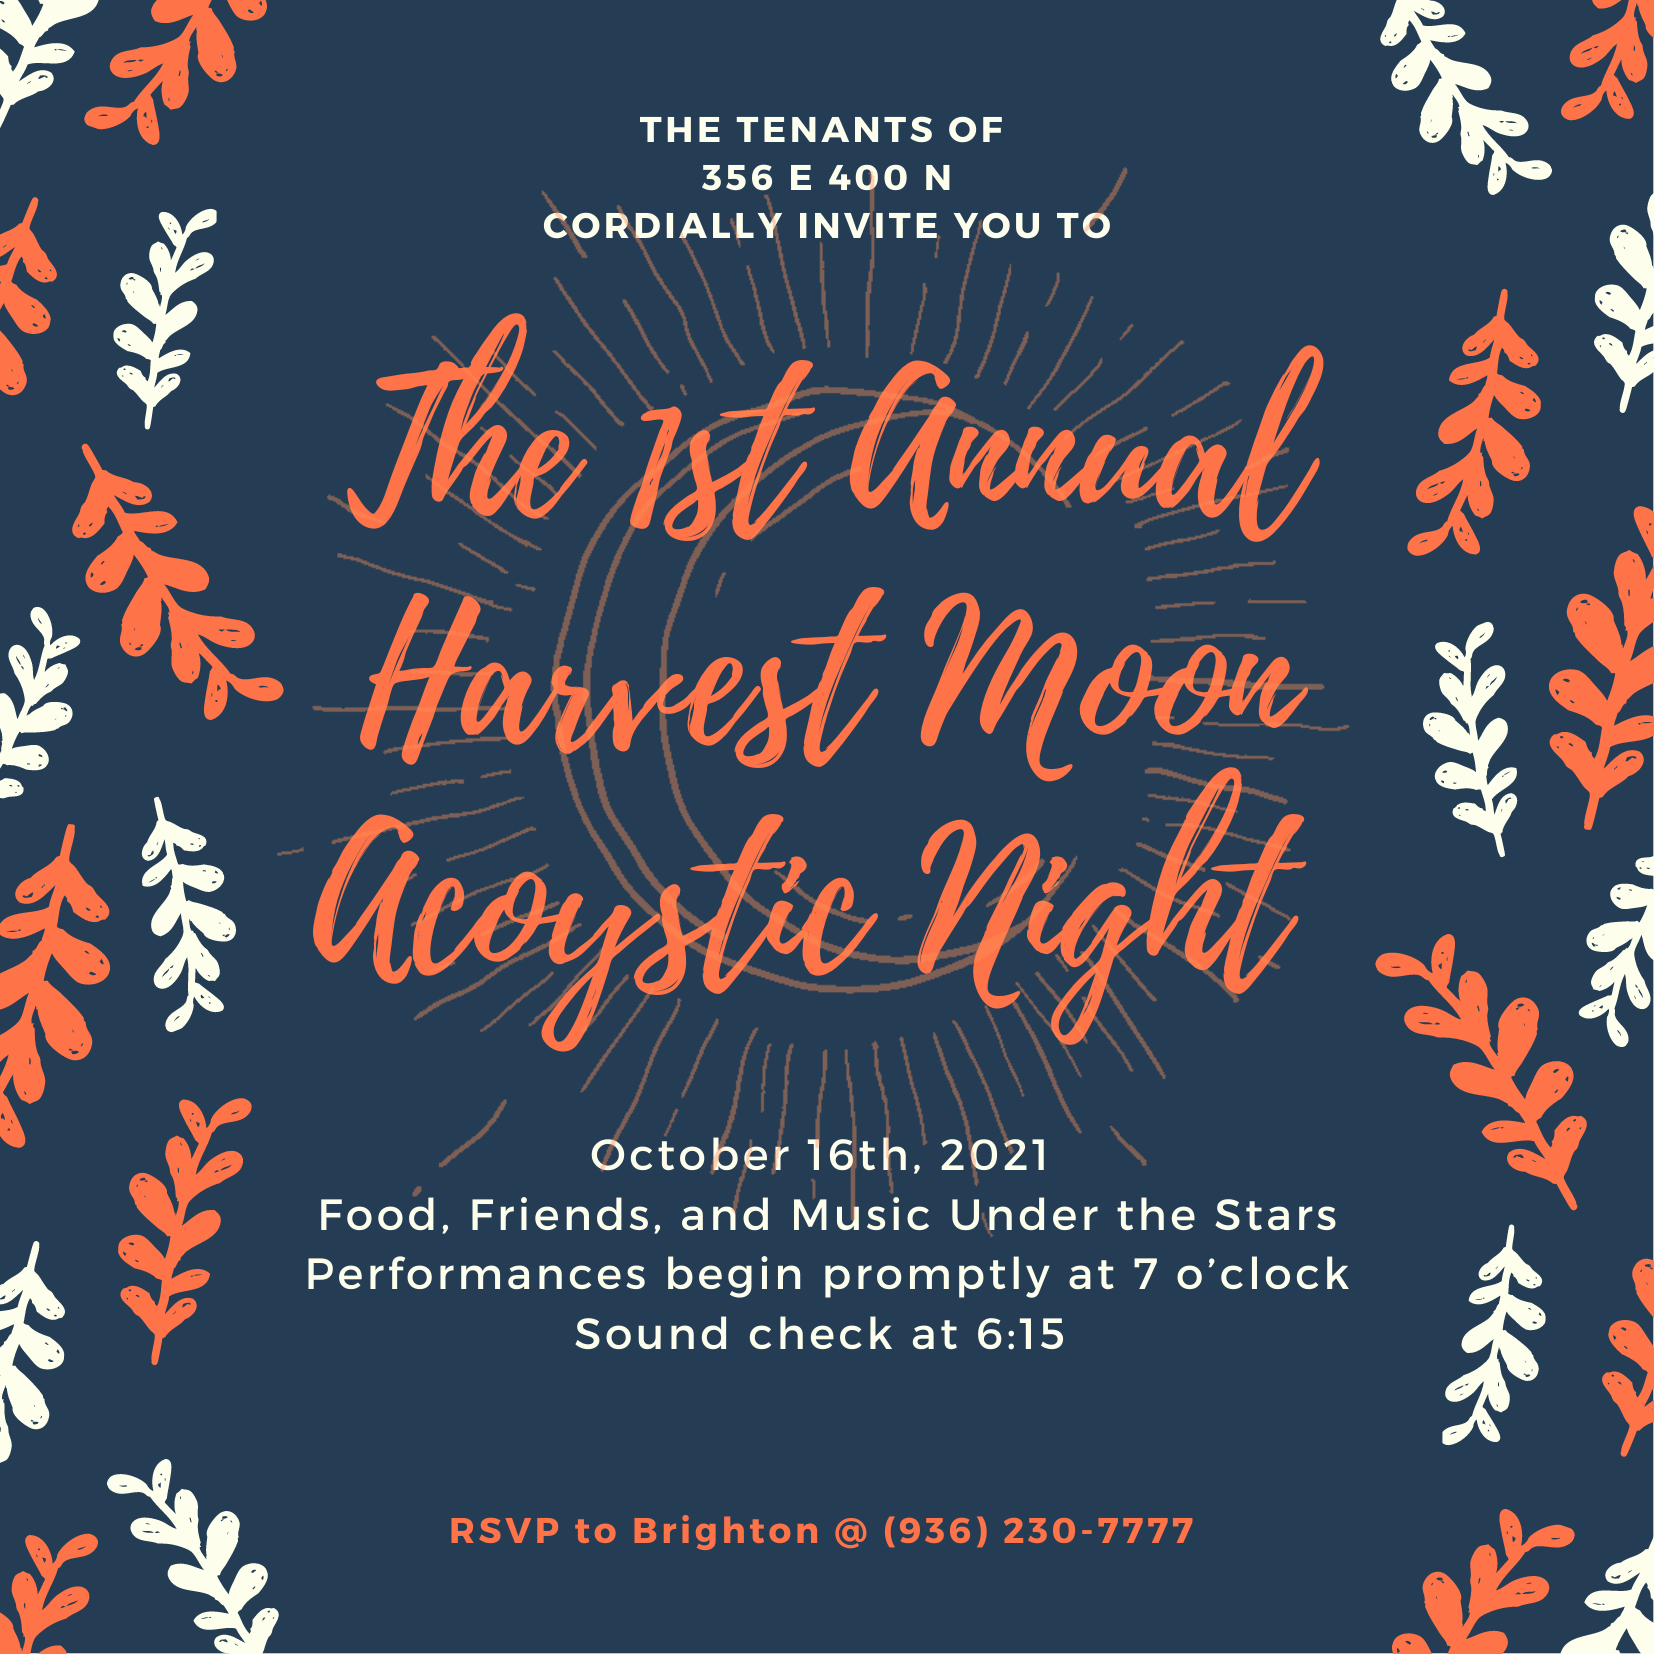 THE TENANTS OF
356 E 400 N
CORDIALLY INVITE YOU TO
The 1st Annual
Harvest Moon
Acoystic Night
October 16th, 2021
Food, Friends, and Music Under the Stars
Performances begin promptly at 7 o’clock
Sound check at 6:15
RSVP to Brighton @ (936) 230-7777